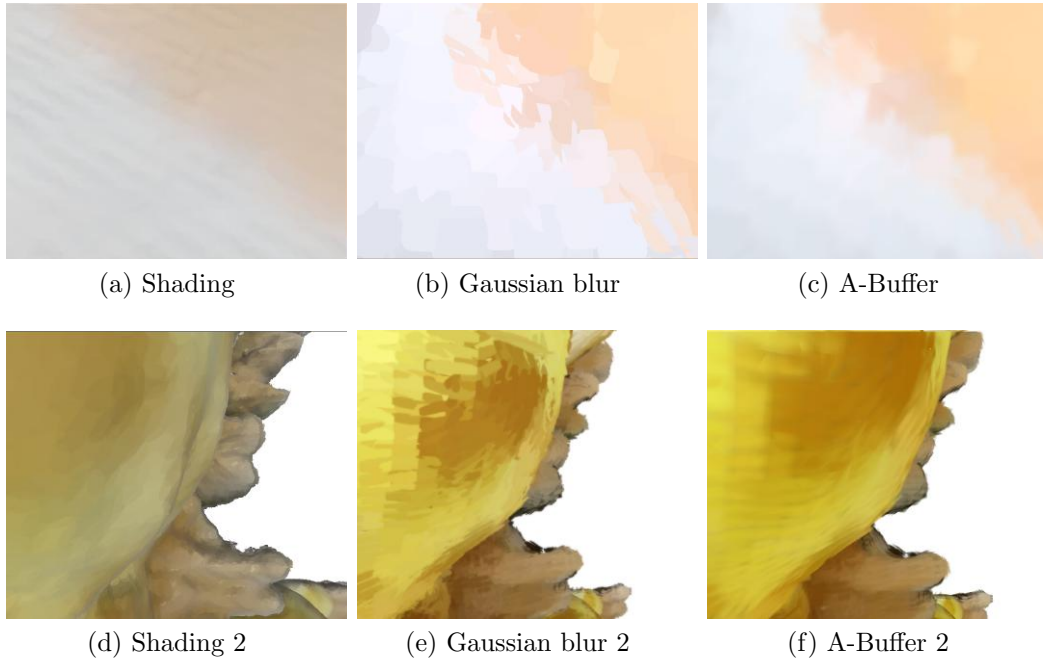 (a) Shading
(b) Gaussian blur
(c) A-Buffer
(d) Shading 2
(e) Gaussian blur 2
(f) A-Buffer 2